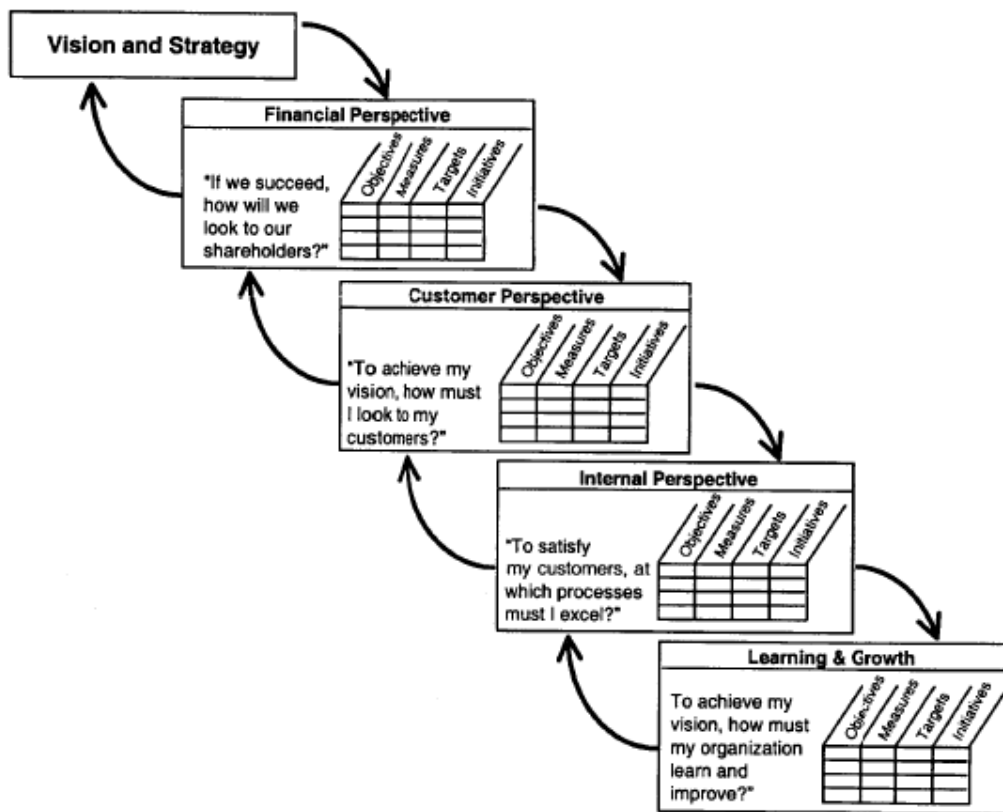 Vision and Strategy
Financial Perspective
Objectives
Measures
Targets
Initiatives
"If we succeed,
how will we
look to our
shareholders?"
Customer Perspective
Objectives
Measures
Targets
Initiatives
"To achieve my
vision, how must
I look to my
customers?"
Internal Perspective
Objectives
Measures
Targets
Initiatives
"To satisfy
my customers, at
which processes
must I excel?"
Learning & Growth
Objectives
Measures
Targets
Initiatives
To achieve my
vision, how must
my organization
learn and
improve?"